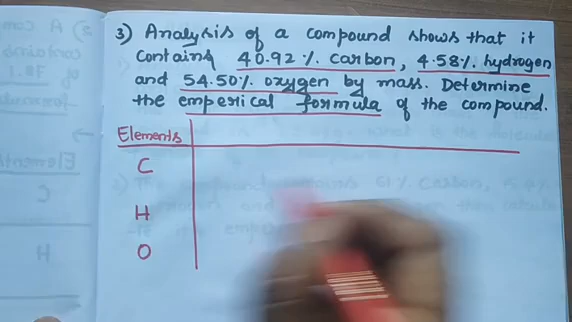 3) Analysis of a compound shows that it
contains 40.92% carbon, 4.58% hydrogen
and 54.50% oxygen by mass. Determine
the emperical formula of the compound.
Elements
C
H
O